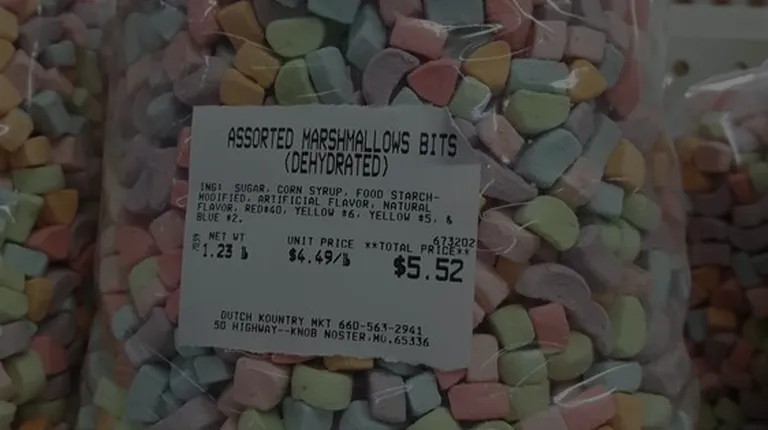 ASSORTED MARSHMALLOWS BITS
(DEHYDRATED)
ING: SUGAR, CORN SYRUP, FOOD STARCH-
MODIFIED, ARTIFICIAL FLAVOR, NATURAL
FLAVOR, RED#40, YELLOW #6, YELLOW #5, &
BLUE #2.
673202
NET WT UNIT PRICE **TOTAL PRICE**
1.23 lb $4.49/lb $5.52
DUTCH KOUNTRY MKT 660-563-2941
50 HIGHWAY--KNOB NOSTER,MO.65336